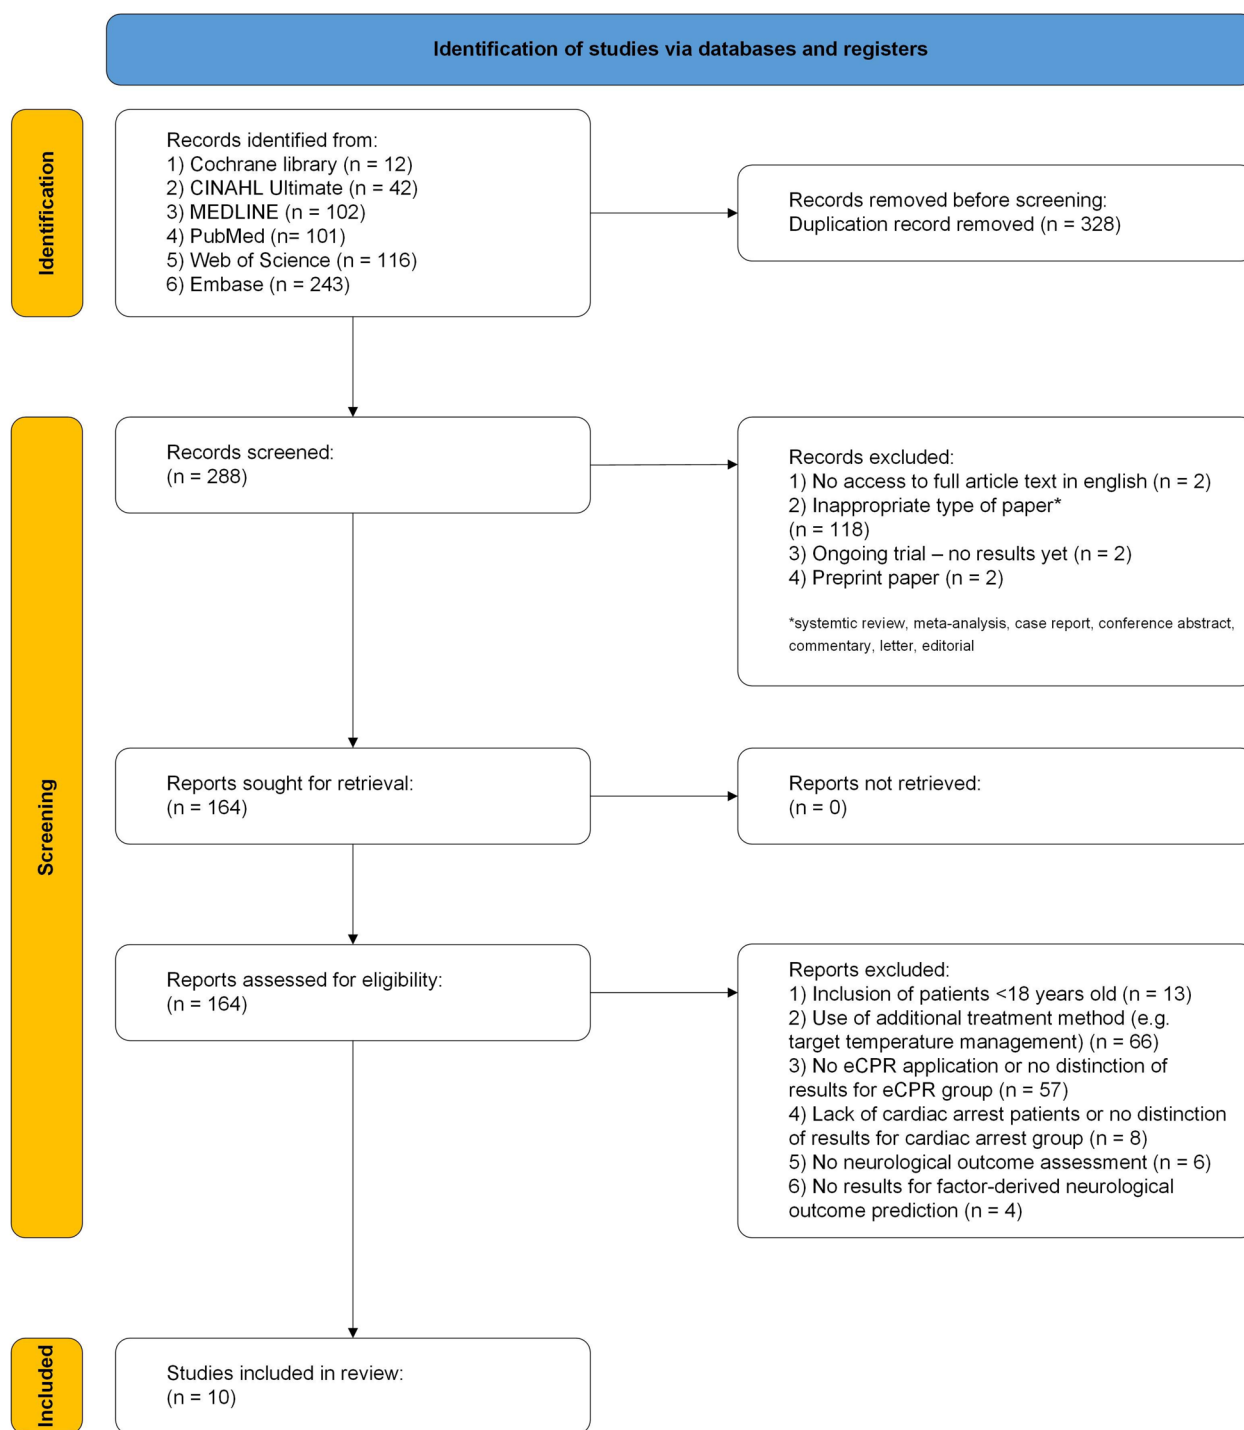 Identification of studies via databases and registers
Identification
Records identified from:
1) Cochrane library (n = 12)
2) CINAHL Ultimate (n = 42)
3) MEDLINE (n = 102)
4) PubMed (n= 101)
5) Web of Science (n = 116)
6) Embase (n = 243)
Records removed before screening:
Duplication record removed (n = 328)
Screening
Records screened:
(n = 288)
Records excluded:
1) No access to full article text in english (n = 2)
2) Inappropriate type of paper*
(n = 118)
3) Ongoing trial – no results yet (n = 2)
4) Preprint paper (n = 2)
*systemtic review, meta-analysis, case report, conference abstract,
commentary, letter, editorial
Reports sought for retrieval:
(n = 164)
Reports not retrieved:
(n = 0)
Reports assessed for eligibility:
(n = 164)
Reports excluded:
1) Inclusion of patients <18 years old (n = 13)
2) Use of additional treatment method (e.g.
target temperature management) (n = 66)
3) No eCPR application or no distinction of
results for eCPR group (n = 57)
4) Lack of cardiac arrest patients or no distinction
of results for cardiac arrest group (n = 8)
5) No neurological outcome assessment (n = 6)
6) No results for factor-derived neurological
outcome prediction (n = 4)
Included
Studies included in review:
(n = 10)